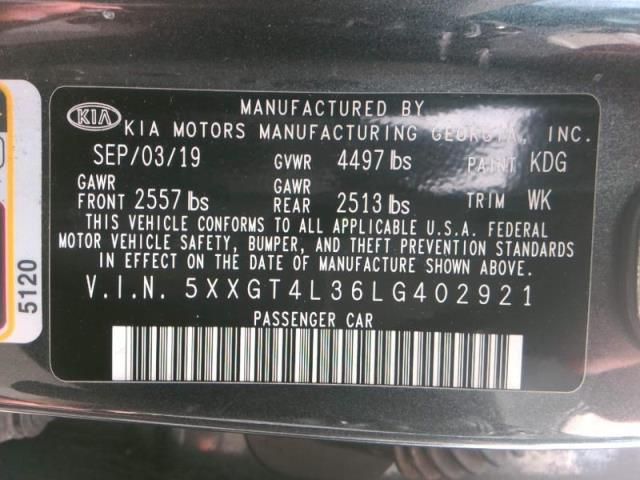 MANUFACTURED BY
KIA KIA MOTORS MANUFACTURING GEORGIA, INC.
SEP/03/19 GVWR 4497 lbs PAINT KDG
GAWR FRONT 2557 lbs GAWR REAR 2513 lbs TRIM WK
THIS VEHICLE CONFORMS TO ALL APPLICABLE U.S.A. FEDERAL
MOTOR VEHICLE SAFETY, BUMPER, AND THEFT PREVENTION STANDARDS
IN EFFECT ON THE DATE OF MANUFACTURE SHOWN ABOVE.
V.I.N. 5XXGT4L36LG402921
PASSENGER CAR
5120